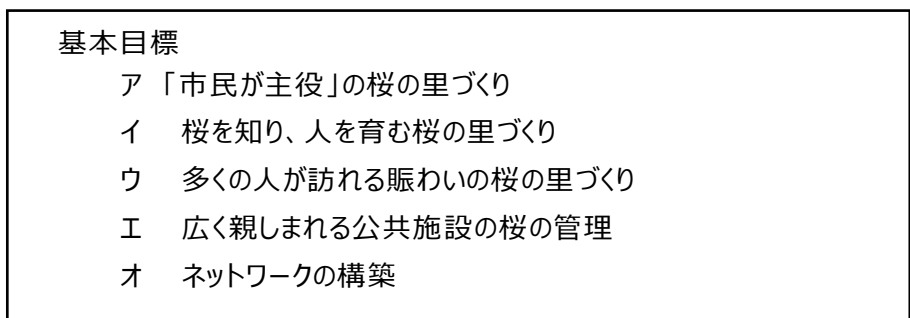 基本目標
ア 「市民が主役」の桜の里づくり
イ 桜を知り、人を育む桜の里づくり
ウ 多くの人が訪れる賑わいの桜の里づくり
エ 広く親しまれる公共施設の桜の管理
オ ネットワークの構築